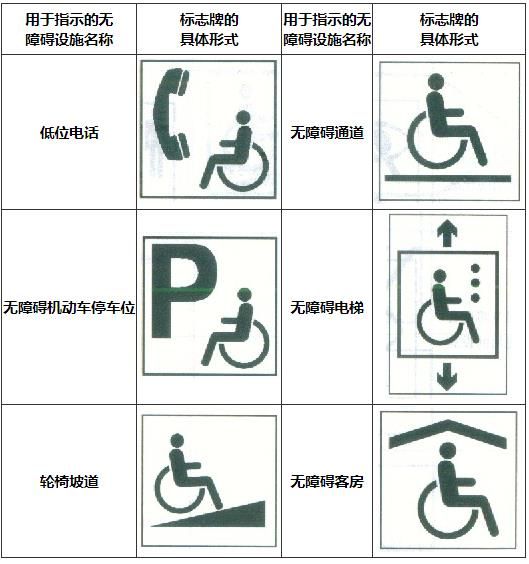 用于指示的无
障碍设施名称
标志牌的
具体形式
用于指示的无
障碍设施名称
标志牌的
具体形式
低位电话
无障碍通道
无障碍机动车停车位
P
无障碍电梯
轮椅坡道
无障碍客房